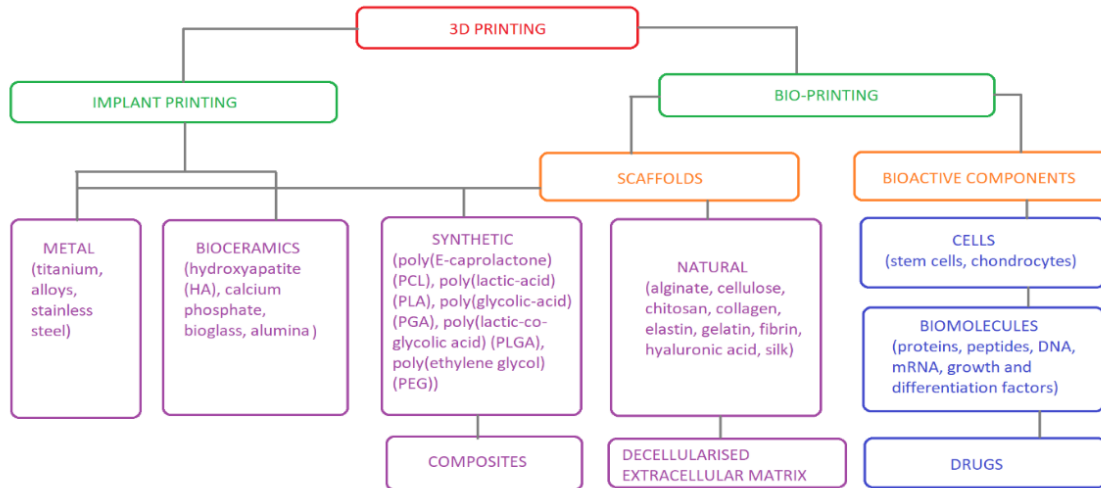 3D PRINTING
IMPLANT PRINTING
BIO-PRINTING
SCAFFOLDS
BIOACTIVE COMPONENTS
METAL
(titanium,
alloys,
stainless
steel)
BIOCERAMICS
(hydroxyapatite
(HA), calcium
phosphate,
bioglass, alumina)
SYNTHETIC
(poly(E-caprolactone)
(PCL), poly(lactic-acid)
(PLA), poly(glycolic-acid)
(PGA), poly(lactic-co-
glycolic acid) (PLGA),
poly(ethylene glycol)
(PEG))
NATURAL
(alginate, cellulose,
chitosan, collagen,
elastin, gelatin, fibrin,
hyaluronic acid, silk)
CELLS
(stem cells, chondrocytes)
BIOMOLECULES
(proteins, peptides, DNA,
mRNA, growth and
differentiation factors)
COMPOSITES
DECELLULARISED
EXTRACELLULAR MATRIX
DRUGS